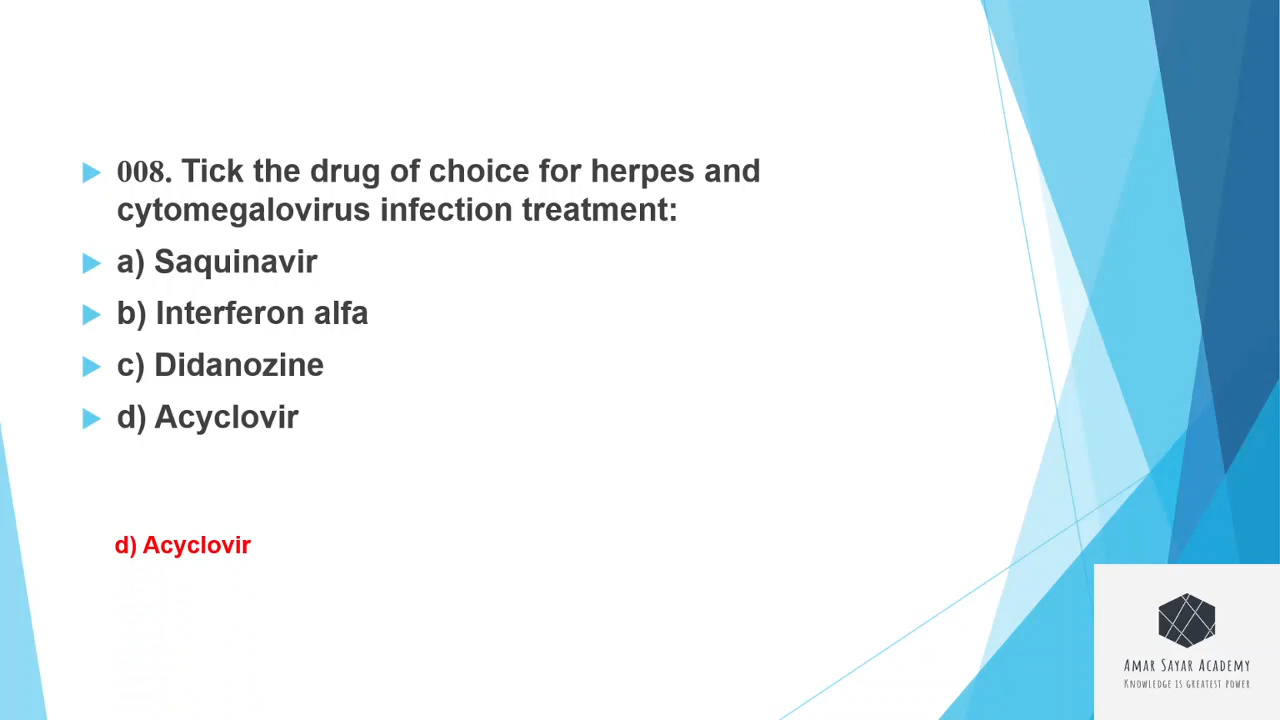 008. Tick the drug of choice for herpes and
cytomegalovirus infection treatment:
a) Saquinavir
b) Interferon alfa
c) Didanozine
d) Acyclovir
d) Acyclovir
Amar Sayar Academy
Knowledge is greatest power